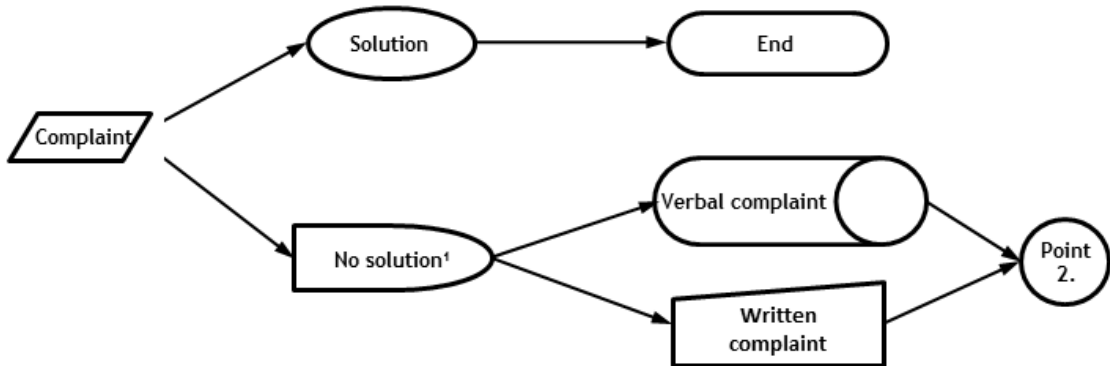 Solution
End
Complaint
Verbal complaint
No solution¹
Point
2.
Written
complaint